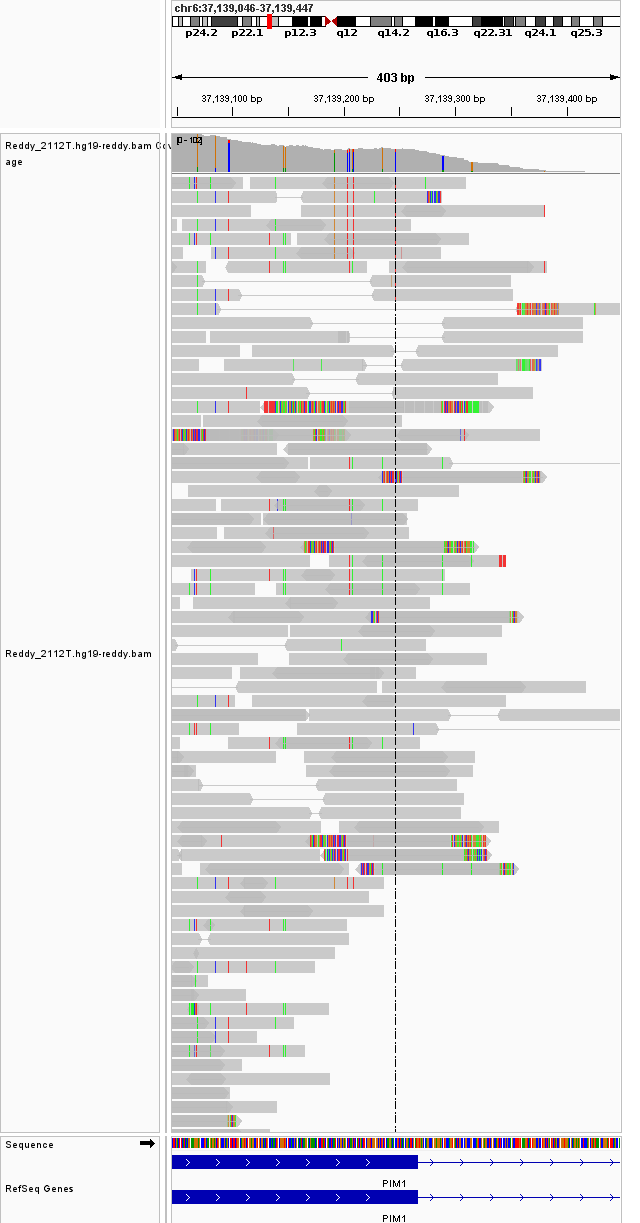 chr6:37,139,046-37,139,447
p24.2 p22.1 p12.3 q12 q14.2 q16.3 q22.31 q24.1 q25.3
403 bp
37,139,100 bp 37,139,200 bp 37,139,300 bp 37,139,400 bp
[0 - 102]
Reddy_2112T.hg19-reddy.bam Cov
age
Reddy_2112T.hg19-reddy.bam
Sequence
PIM1
RefSeq Genes
PIM1